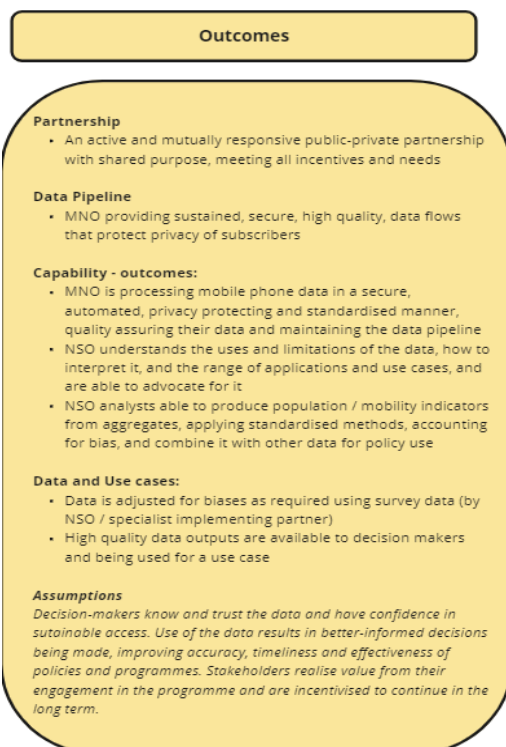 Outcomes
Partnership
• An active and mutually responsive public-private partnership
with shared purpose, meeting all incentives and needs
Data Pipeline
• MNO providing sustained, secure, high quality, data flows
that protect privacy of subscribers
Capability - outcomes:
• MNO is processing mobile phone data in a secure,
automated, privacy protecting and standardised manner,
quality assuring their data and maintaining the data pipeline
• NSO understands the uses and limitations of the data, how to
interpret it, and the range of applications and use cases, and
are able to advocate for it
• NSO analysts able to produce population / mobility indicators
from aggregates, applying standardised methods, accounting
for bias, and combine it with other data for policy use
Data and Use cases:
• Data is adjusted for biases as required using survey data (by
NSO / specialist implementing partner)
• High quality data outputs are available to decision makers
and being used for a use case
Assumptions
Decision-makers know and trust the data and have confidence in
sutainable access. Use of the data results in better-informed decisions
being made, improving accuracy, timeliness and effectiveness of
policies and programmes. Stakeholders realise value from their
engagement in the programme and are incentivised to continue in the
long term.